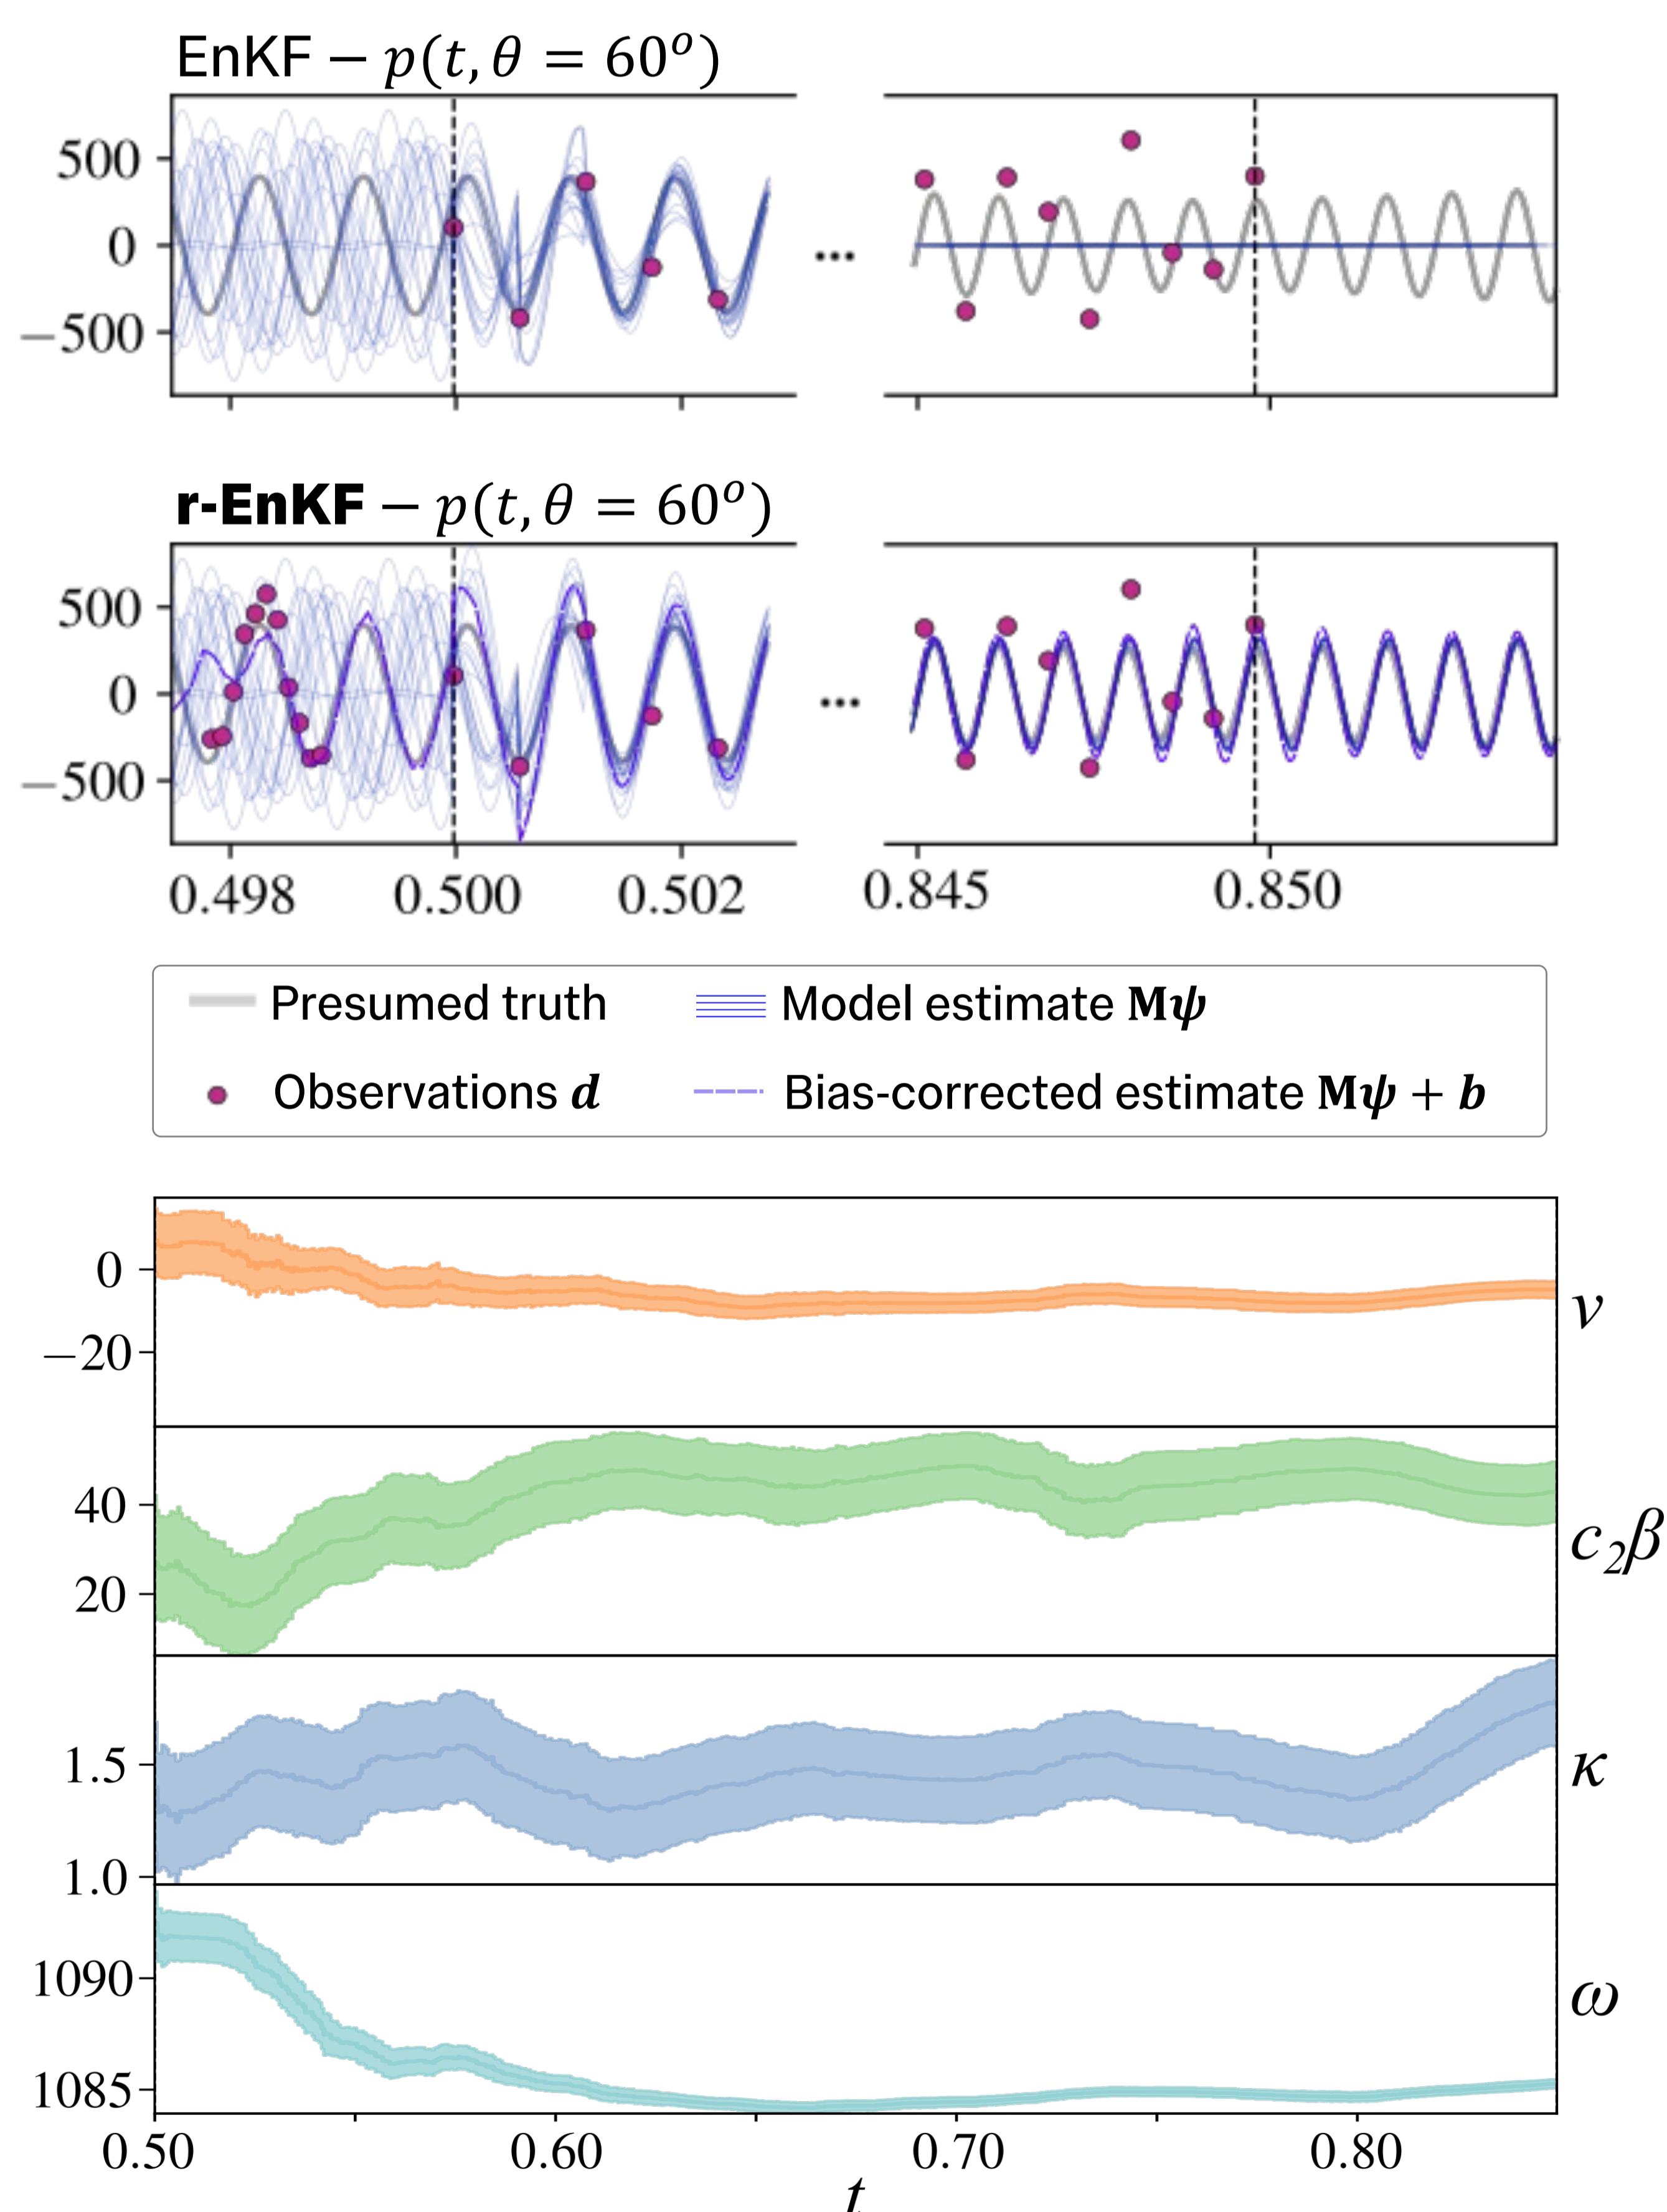 EnKF − p(t, θ = 60°)
500
0
−500
...
r-EnKF − p(t, θ = 60°)
500
0
−500
...
0.498 0.500 0.502 0.845 0.850
Presumed truth Model estimate Mψ
Observations d Bias-corrected estimate Mψ + b
0
−20
ν
40
20
c₂β
1.5
1.0
κ
1090
1085
ω
0.50 0.60 0.70 0.80
t